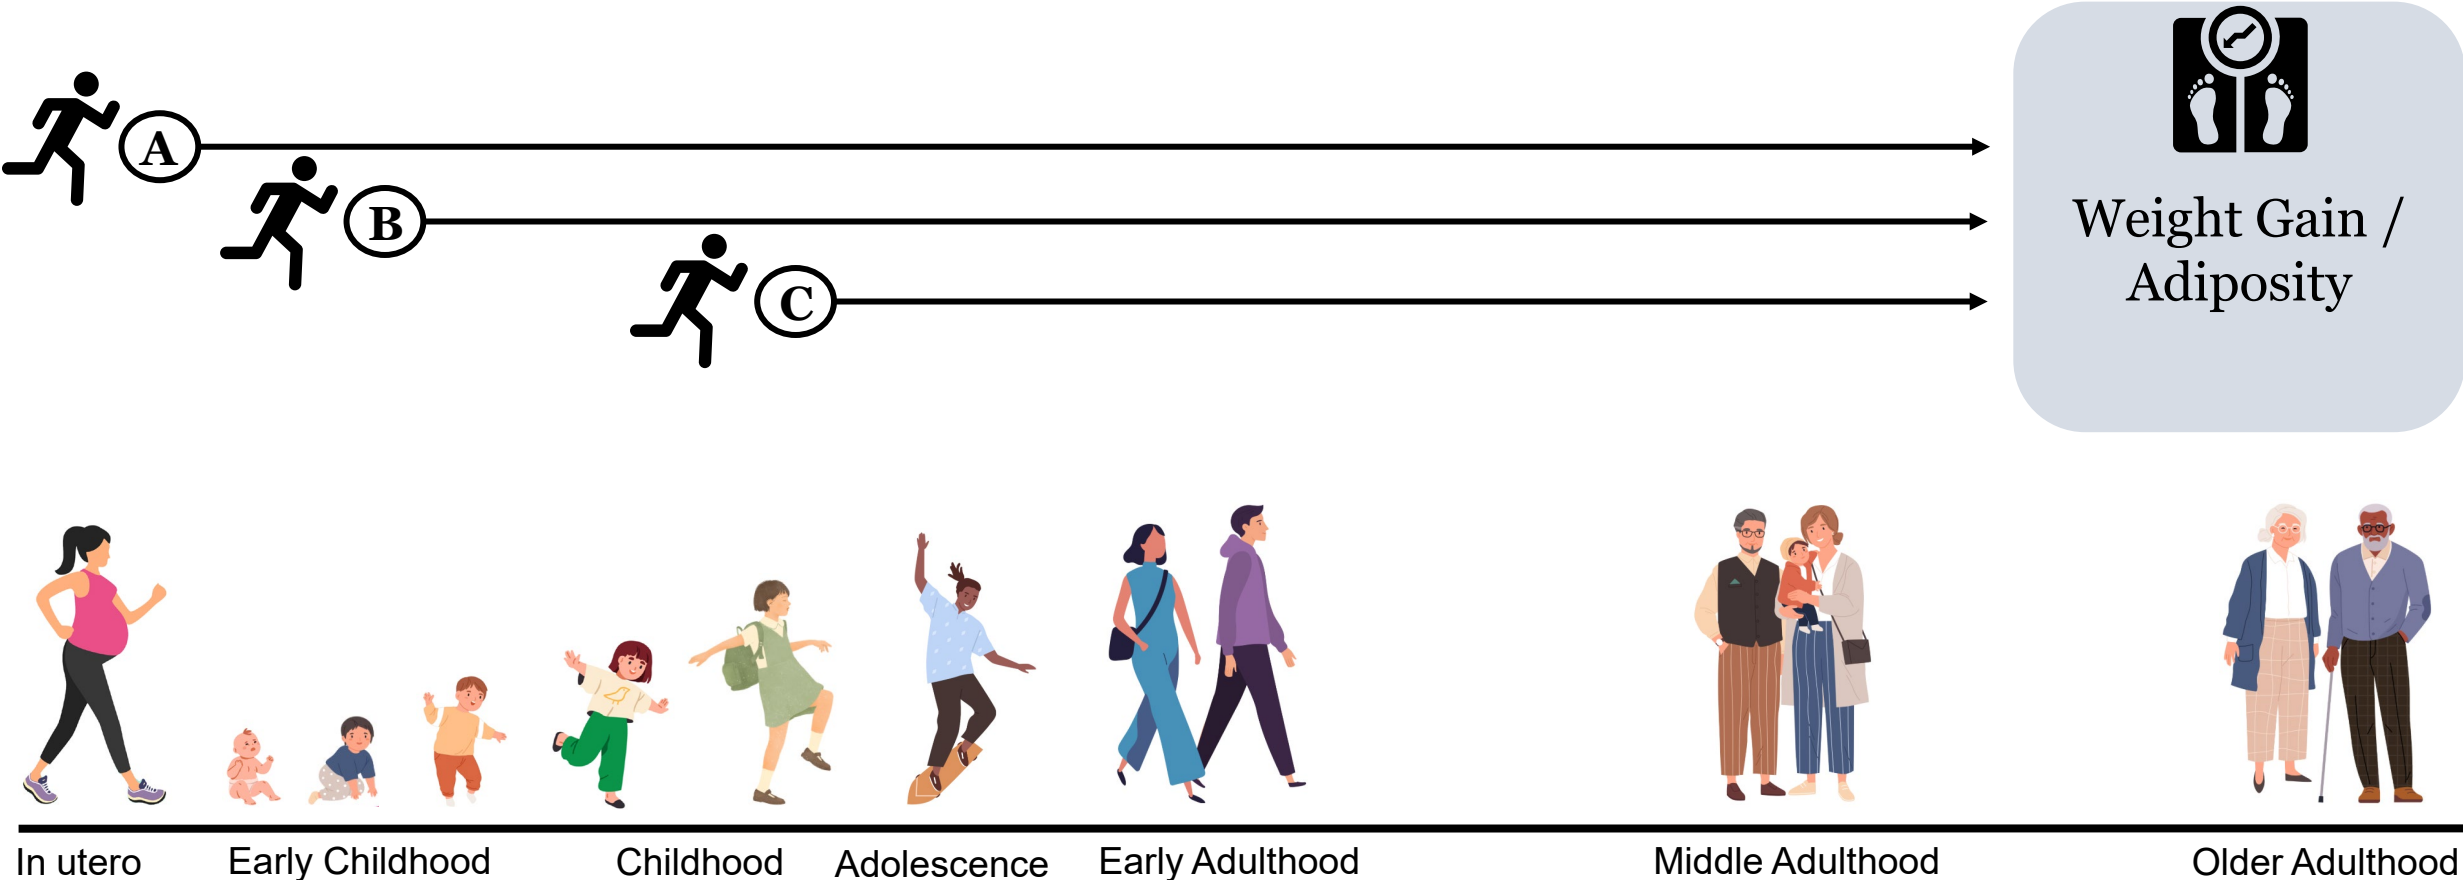 A
B
C
Weight Gain /
Adiposity
In utero
Early Childhood
Childhood
Adolescence
Early Adulthood
Middle Adulthood
Older Adulthood